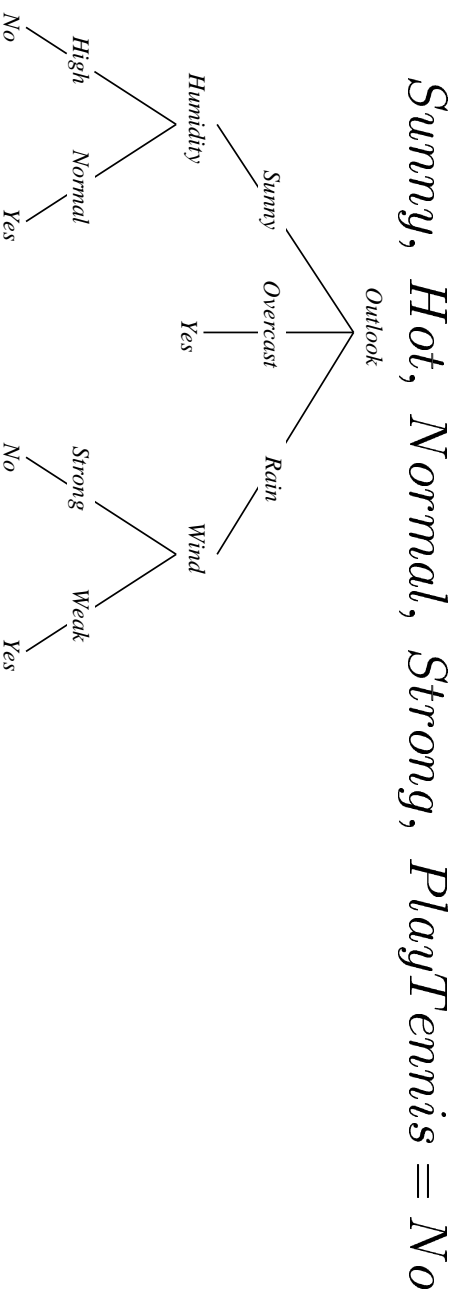 Sunny, Hot, Normal, Strong, PlayTennis = No
Outlook
Sunny Overcast Rain
Humidity Yes Wind
High Normal Strong Weak
No Yes No Yes